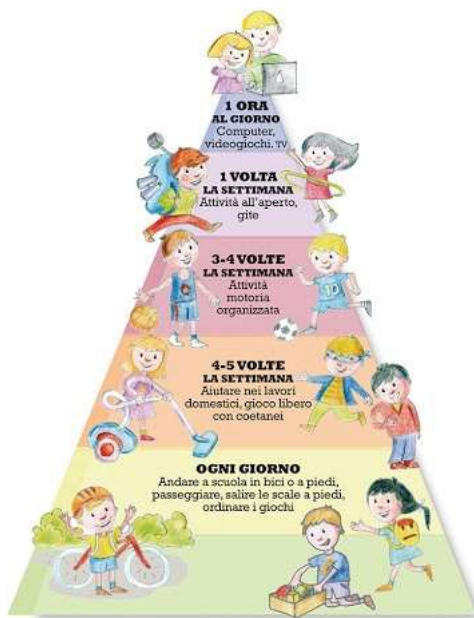 1 ORA
AL GIORNO
Computer,
videogiochi. TV
1 VOLTA
LA SETTIMANA
Attività all'aperto,
gite
3-4 VOLTE
LA SETTIMANA
Attività
motoria
organizzata
4-5 VOLTE
LA SETTIMANA
Aiutare nei lavori
domestici, gioco libero
con coetanei
OGNI GIORNO
Andare a scuola in bici o a piedi,
passeggiare, salire le scale a piedi,
ordinare i giochi
10